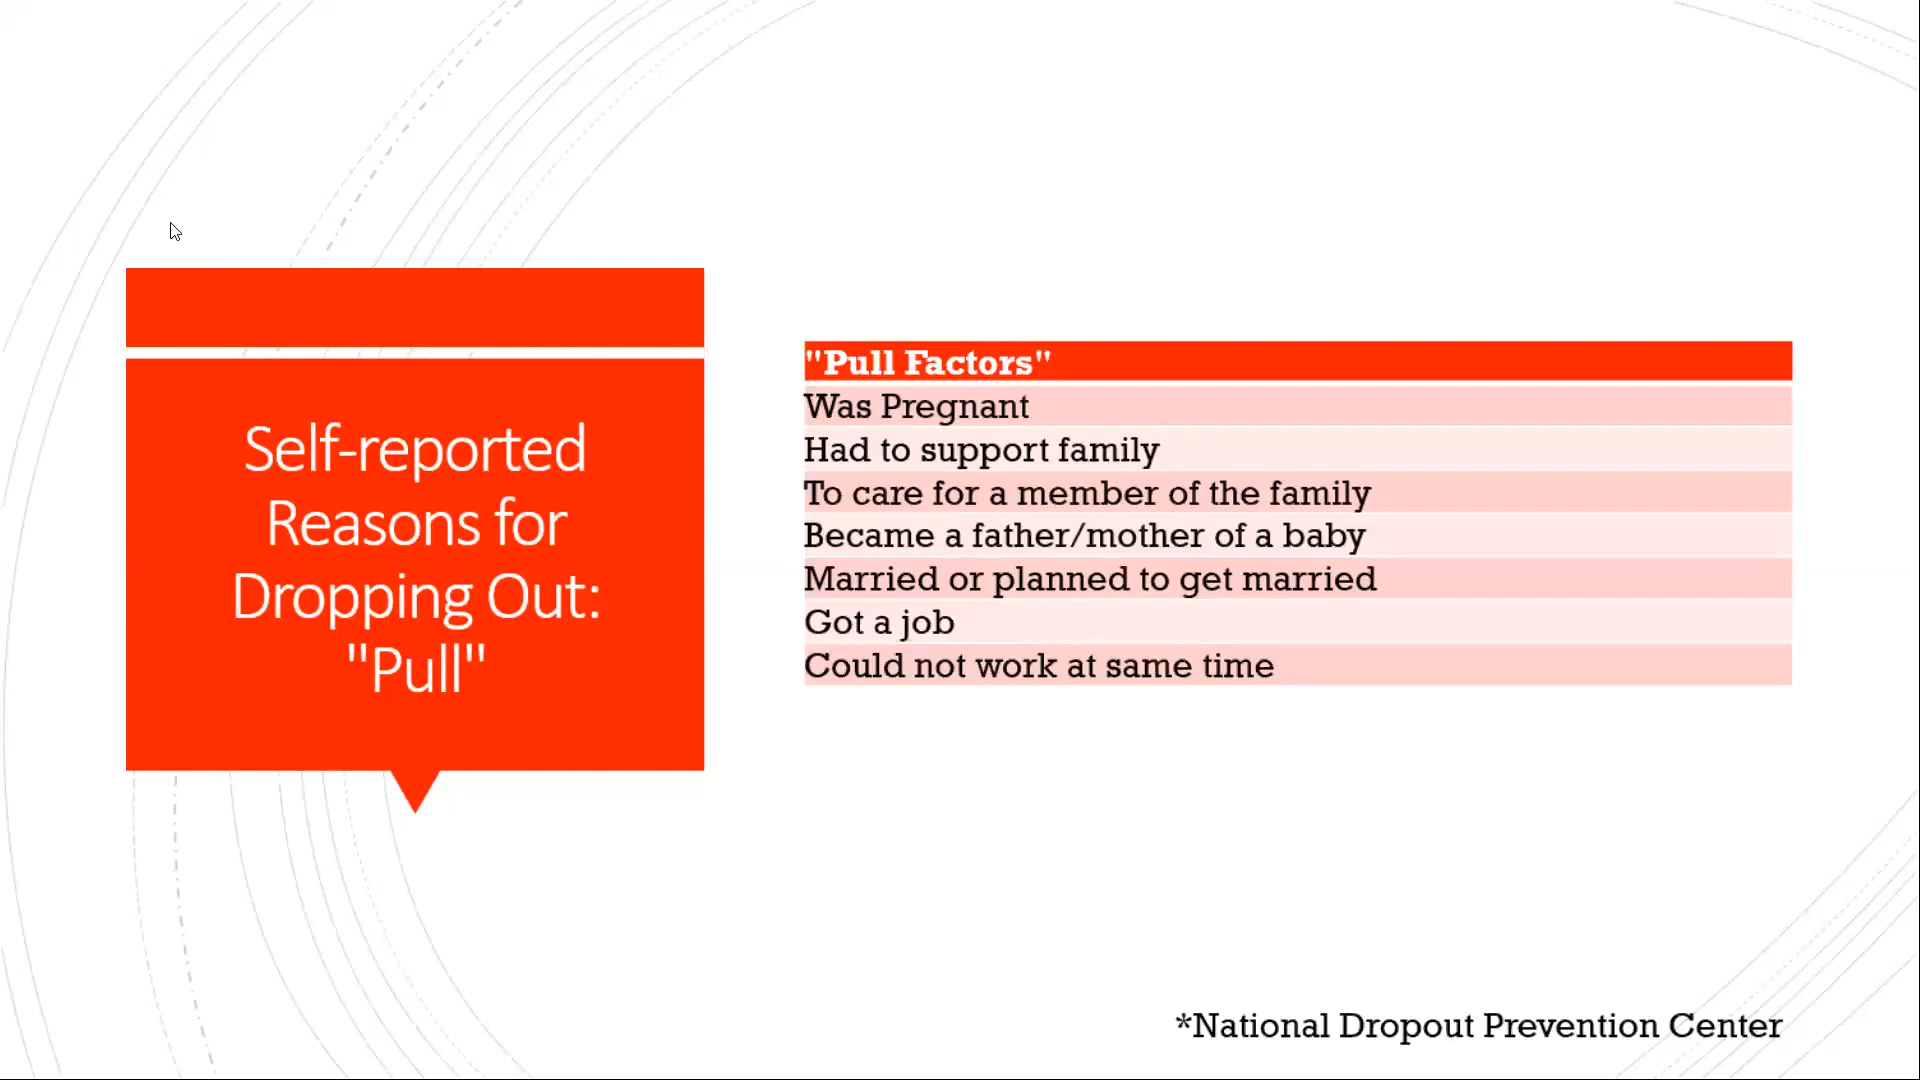 Self-reported
Reasons for
Dropping Out:
"Pull"
"Pull Factors"
Was Pregnant
Had to support family
To care for a member of the family
Became a father/mother of a baby
Married or planned to get married
Got a job
Could not work at same time
*National Dropout Prevention Center